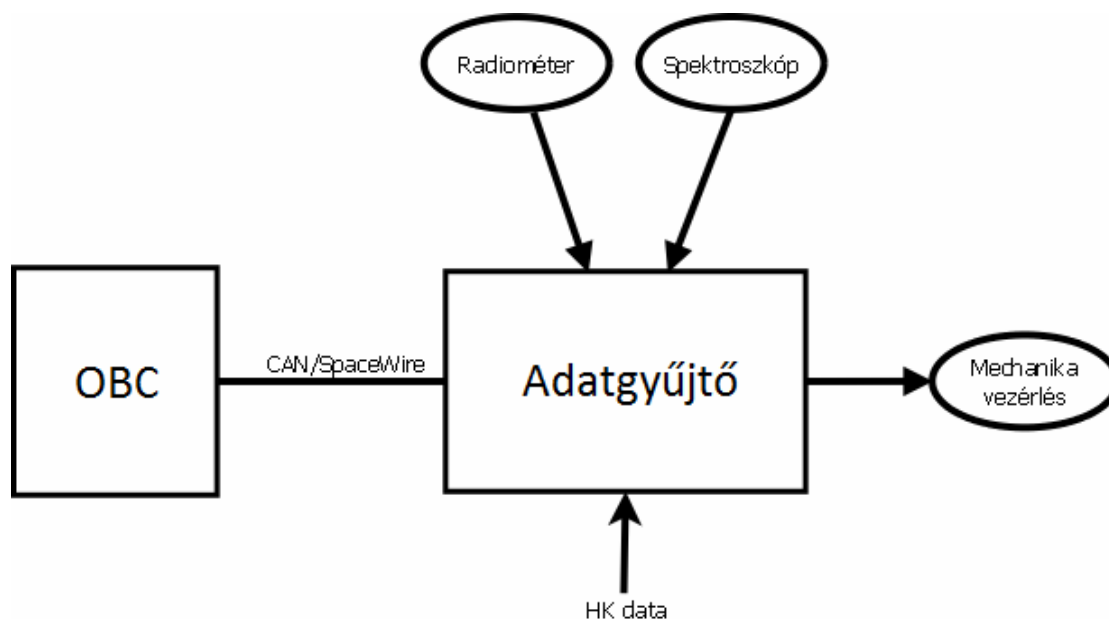 Radiométer
Spektroszkóp
OBC
CAN/SpaceWire
Adatgyűjtő
Mechanika
vezérlés
HK data